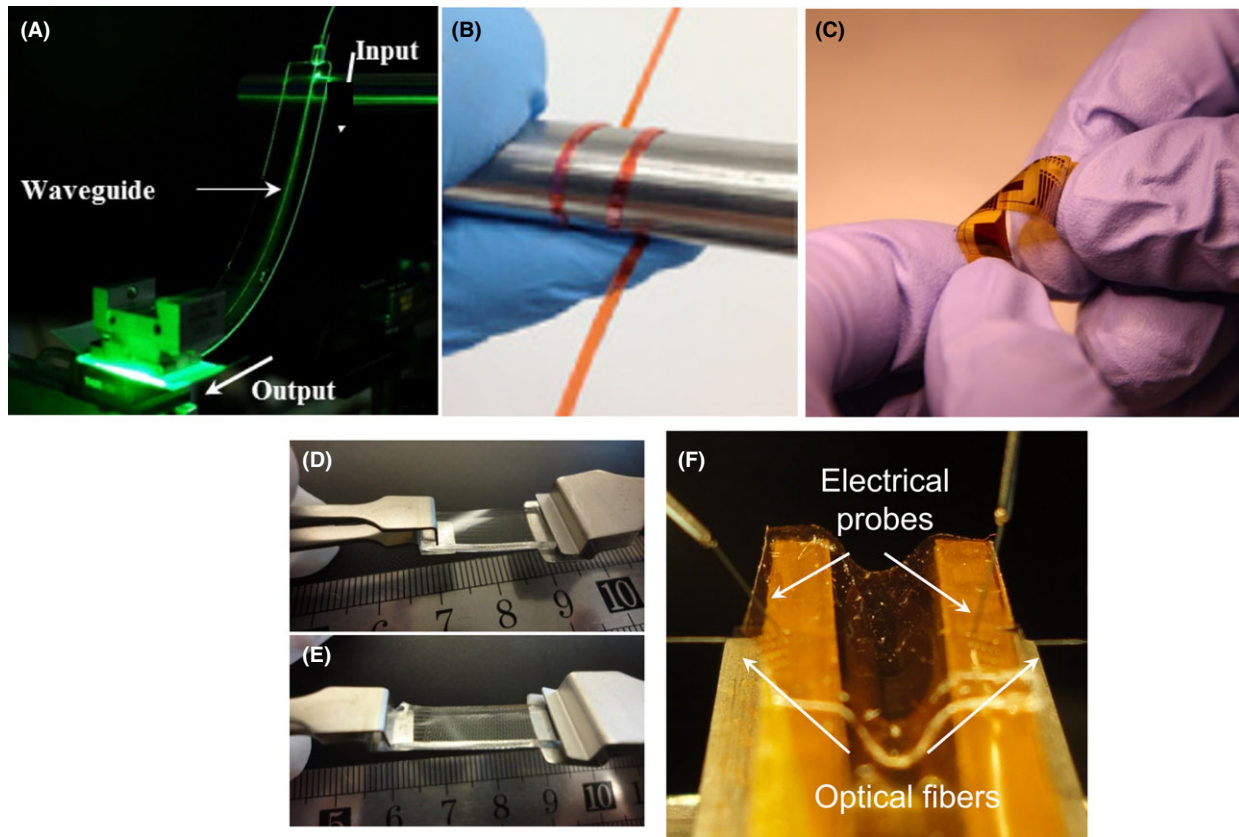 (A)
Input
Waveguide
Output
(B)
(C)
(D)
7 8 9 10
(E)
5 6 7 8 9 10
(F)
Electrical
probes
Optical fibers